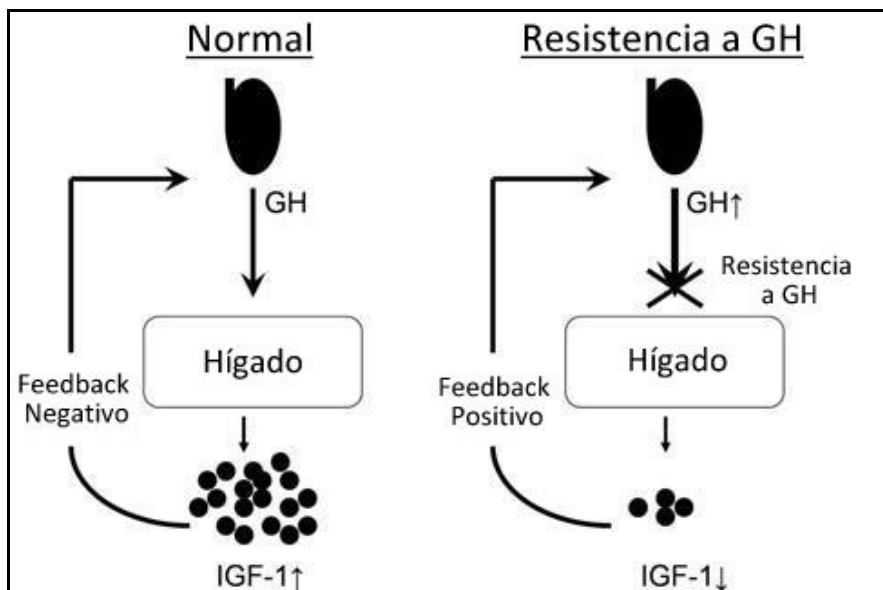 Normal
GH
Hígado
Feedback
Negativo
IGF-1↑
Resistencia a GH
GH↑
Resistencia
a GH
Hígado
Feedback
Positivo
IGF-1↓